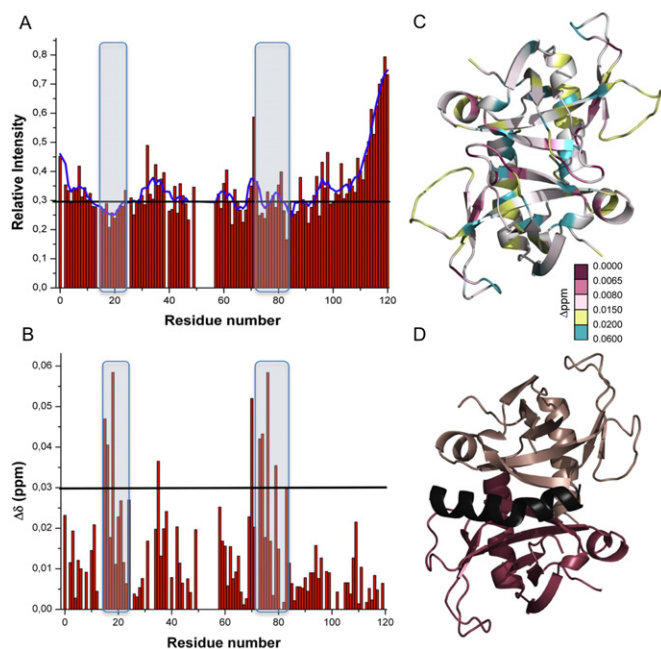 A
Relative Intensity
0,8
0,7
0,6
0,5
0,4
0,3
0,2
0,1
0,0
0 20 40 60 80 100 120
Residue number
B
Δδ (ppm)
0,06
0,05
0,04
0,03
0,02
0,01
0,00
0 20 40 60 80 100 120
Residue number
C
Δppm
0.0000
0.0065
0.0080
0.0150
0.0200
0.0600
D